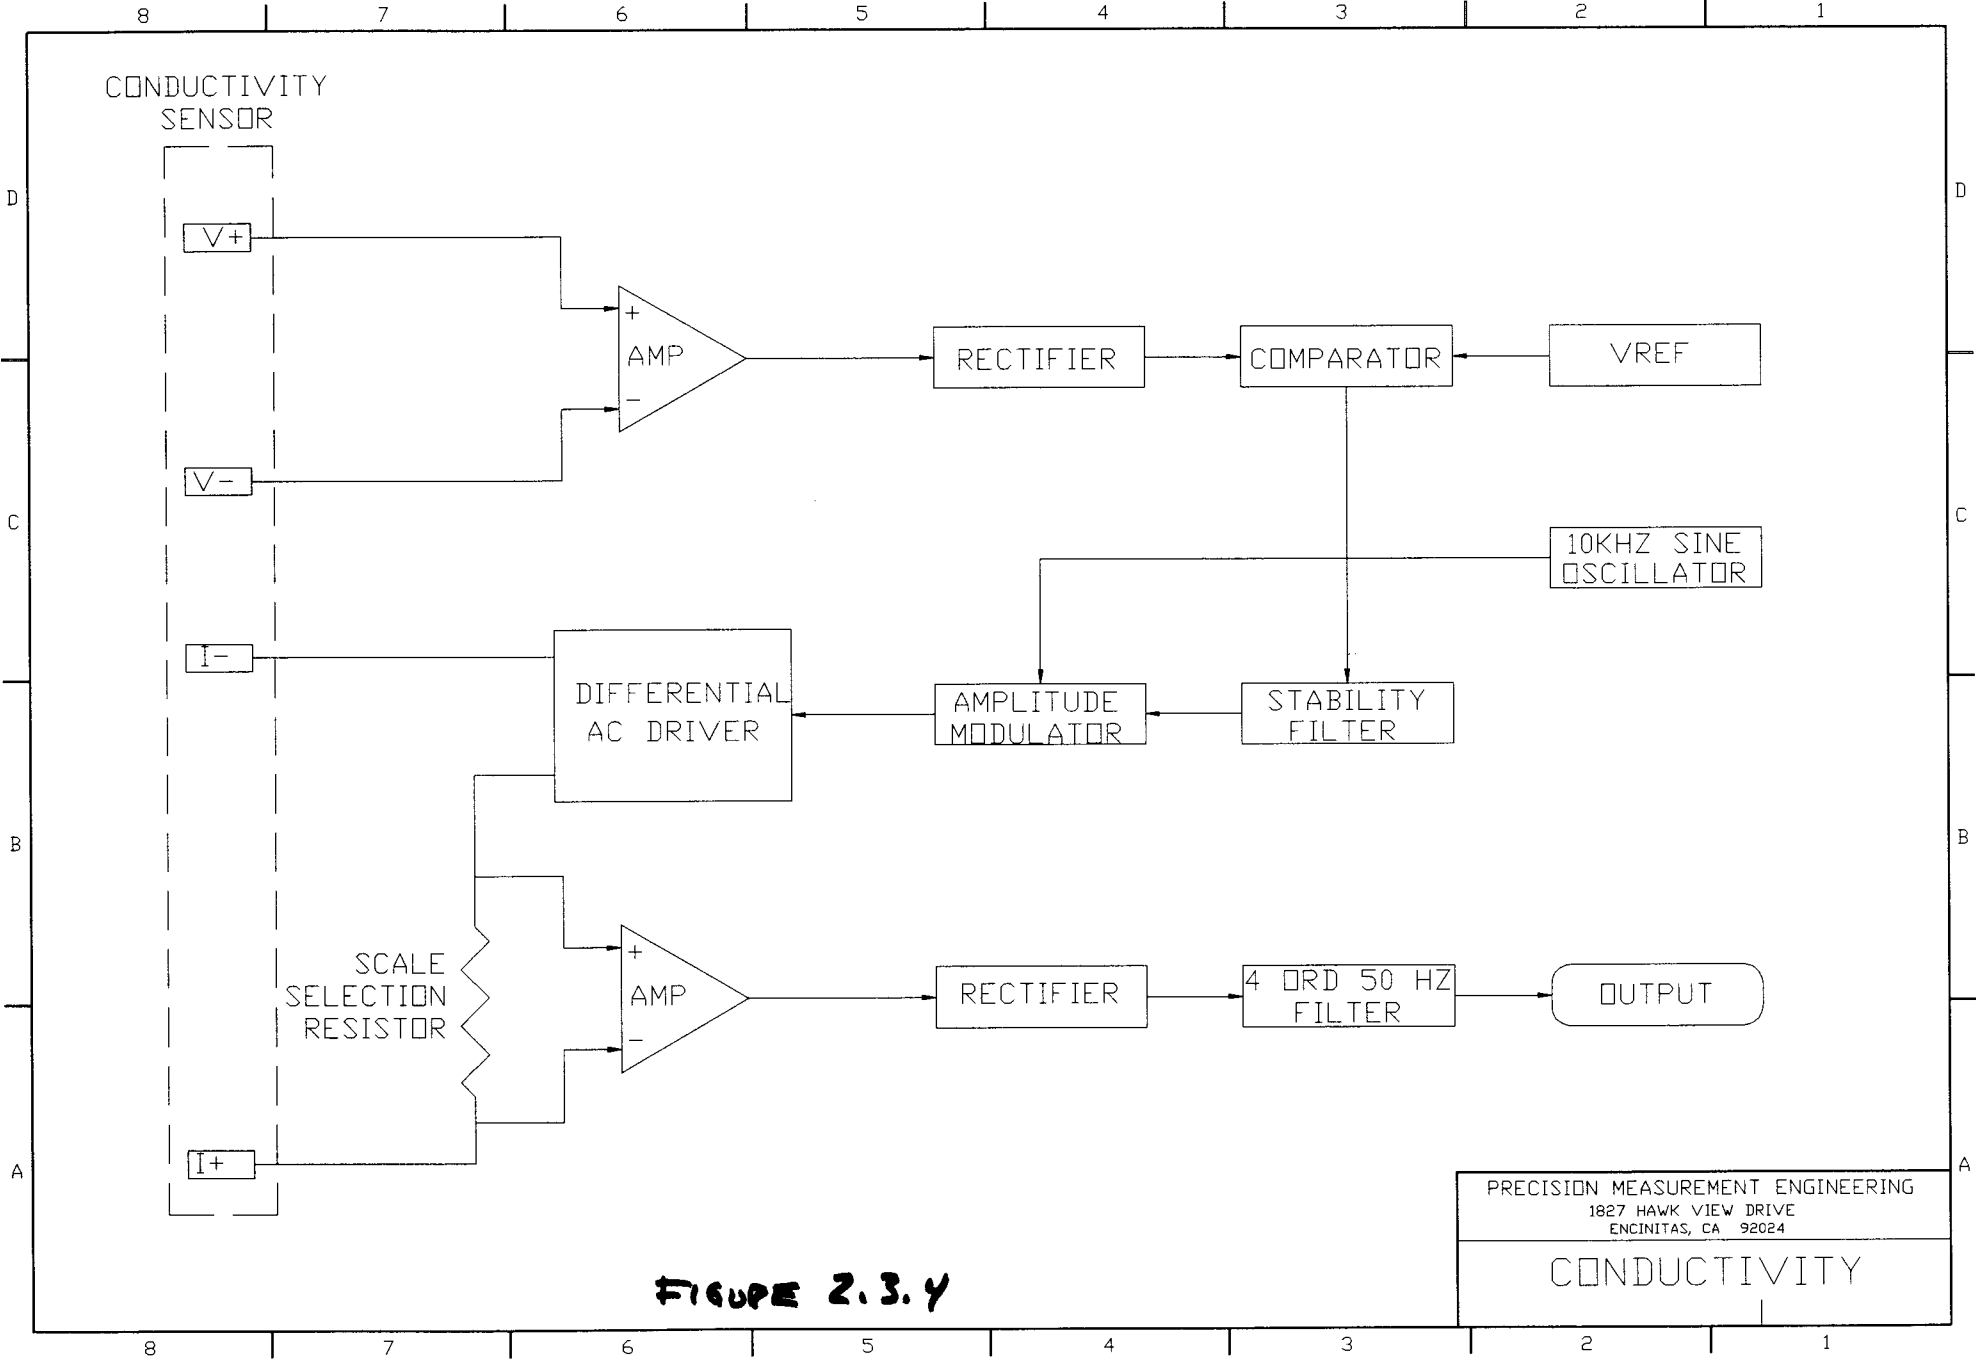 8 7 6 5 4 3 2 1
CONDUCTIVITY
SENSOR
D
D
V+
+
AMP
-
RECTIFIER
COMPARATOR
VREF
V-
C
C
10KHZ SINE
OSCILLATOR
I-
DIFFERENTIAL
AC DRIVER
AMPLITUDE
MODULATOR
STABILITY
FILTER
B
B
SCALE
SELECTION
RESISTOR
+
AMP
-
RECTIFIER
4 ORD 50 HZ
FILTER
OUTPUT
I+
A
A
PRECISION MEASUREMENT ENGINEERING
1827 HAWK VIEW DRIVE
ENCINITAS, CA 92024
CONDUCTIVITY
FIGURE 2.3.4
8 7 6 5 4 3 2 1